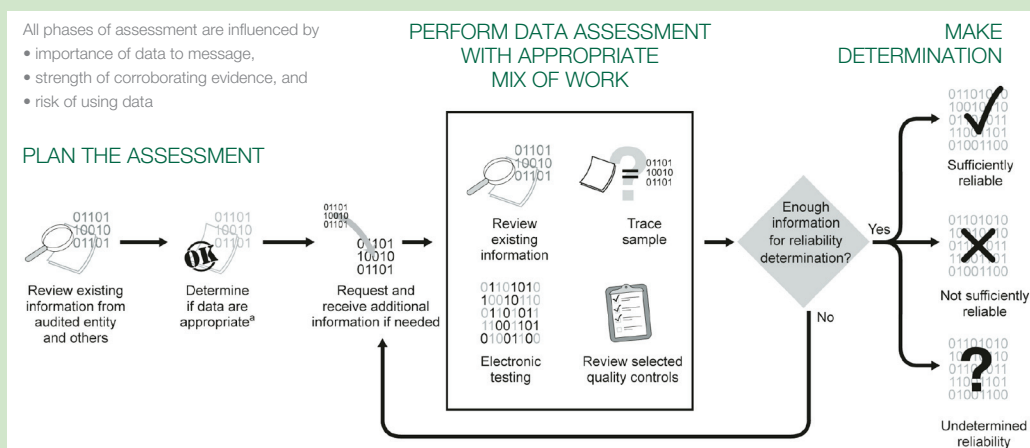 All phases of assessment are influenced by
• importance of data to message,
• strength of corroborating evidence, and
• risk of using data
PLAN THE ASSESSMENT
01101
10010
01101
Review existing
information from
audited entity
and others
01101
10010
01101
OK
Determine
if data are
appropriateᵃ
01101
10010
01101
01101
10010
01101
Request and
receive additional
information if needed
PERFORM DATA ASSESSMENT
WITH APPROPRIATE
MIX OF WORK
01101
10010
01101
Review
existing
information
?
=
01101
10010
01101
Trace
sample
01101010
10010110
01101011
11001101
01001100
Electronic
testing
Review selected
quality controls
Enough
information
for reliability
determination?
Yes
No
MAKE
DETERMINATION
01001100
Sufficiently
reliable
01101010
01001100
Not sufficiently
reliable
?
01001100
Undetermined
reliability